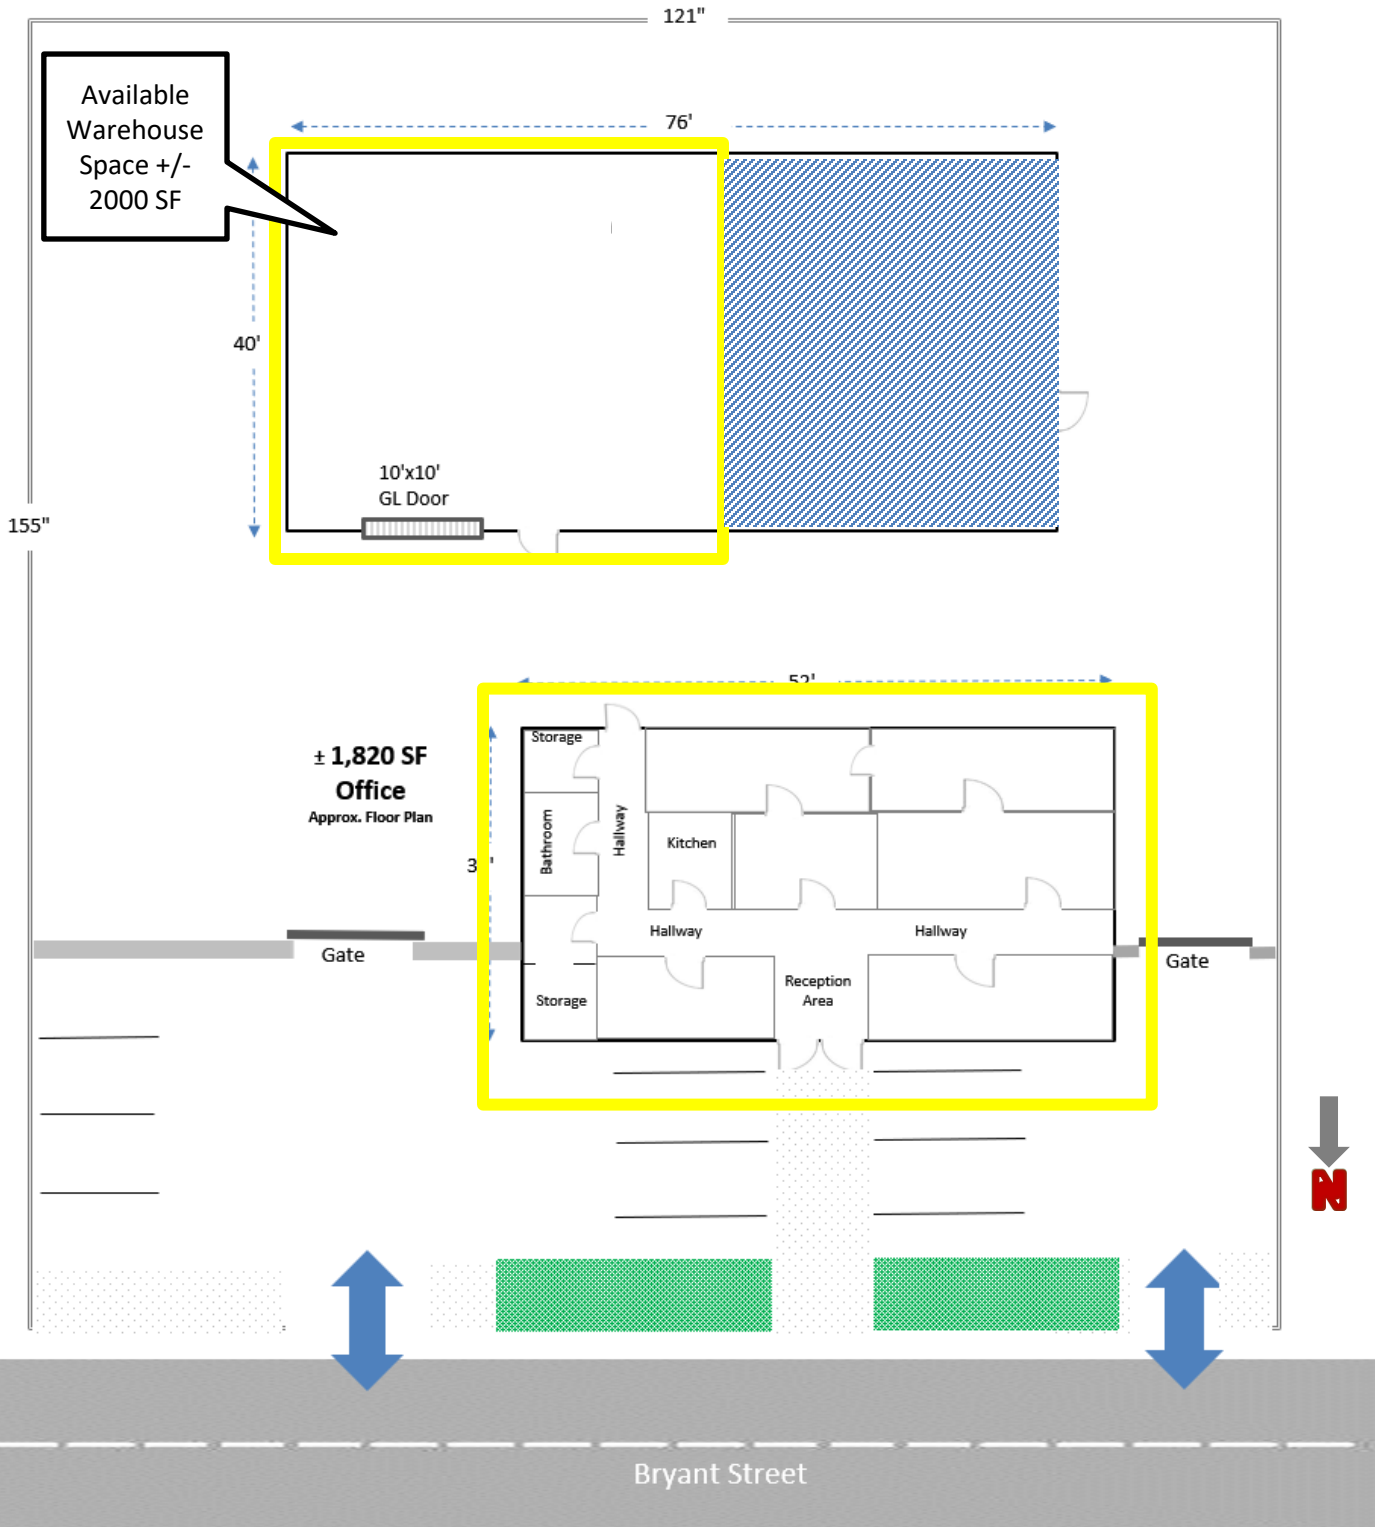 121"
Available
Warehouse
Space +/-
2000 SF
76'
40'
10'x10'
GL Door
155"
52'
± 1,820 SF
Office
Approx. Floor Plan
Storage
Bathroom
Hallway
Kitchen
Hallway
Hallway
Gate
Gate
Reception
Area
Storage
N
Bryant Street